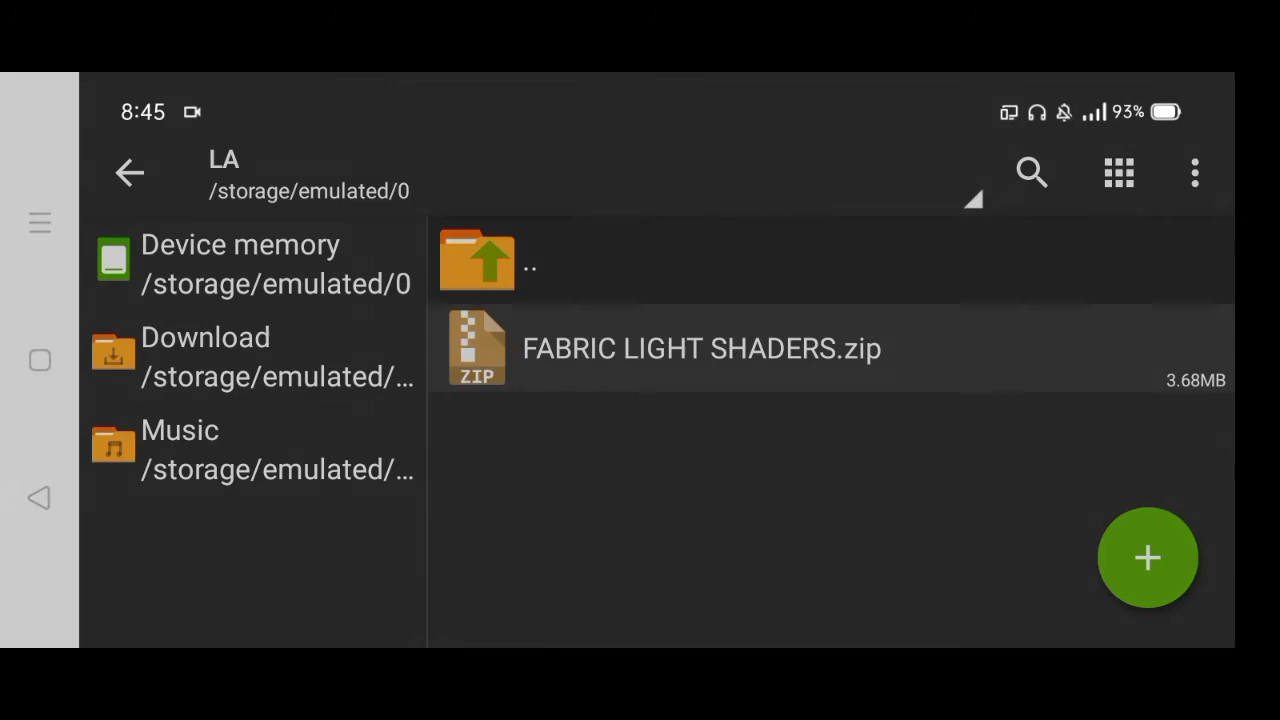 8:45
93%
LA
/storage/emulated/0
Device memory
/storage/emulated/0
Download
/storage/emulated/...
Music
/storage/emulated/...
..
FABRIC LIGHT SHADERS.zip
ZIP
3.68MB